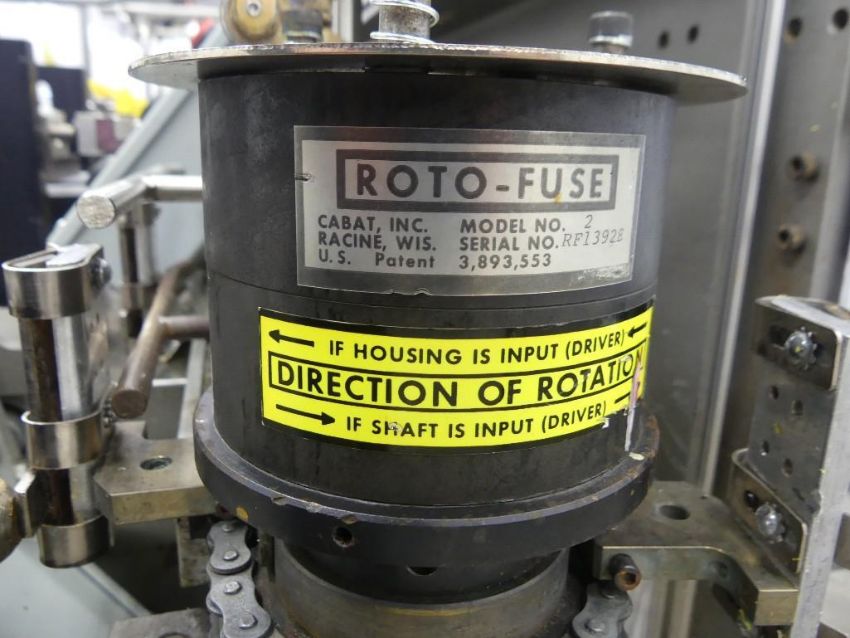 ROTO-FUSE
CABAT, INC. MODEL NO. 2
RACINE, WIS. SERIAL NO. RF1392E
U.S. Patent 3,893,553
← IF HOUSING IS INPUT (DRIVER) ←
DIRECTION OF ROTATION
→ IF SHAFT IS INPUT (DRIVER) →